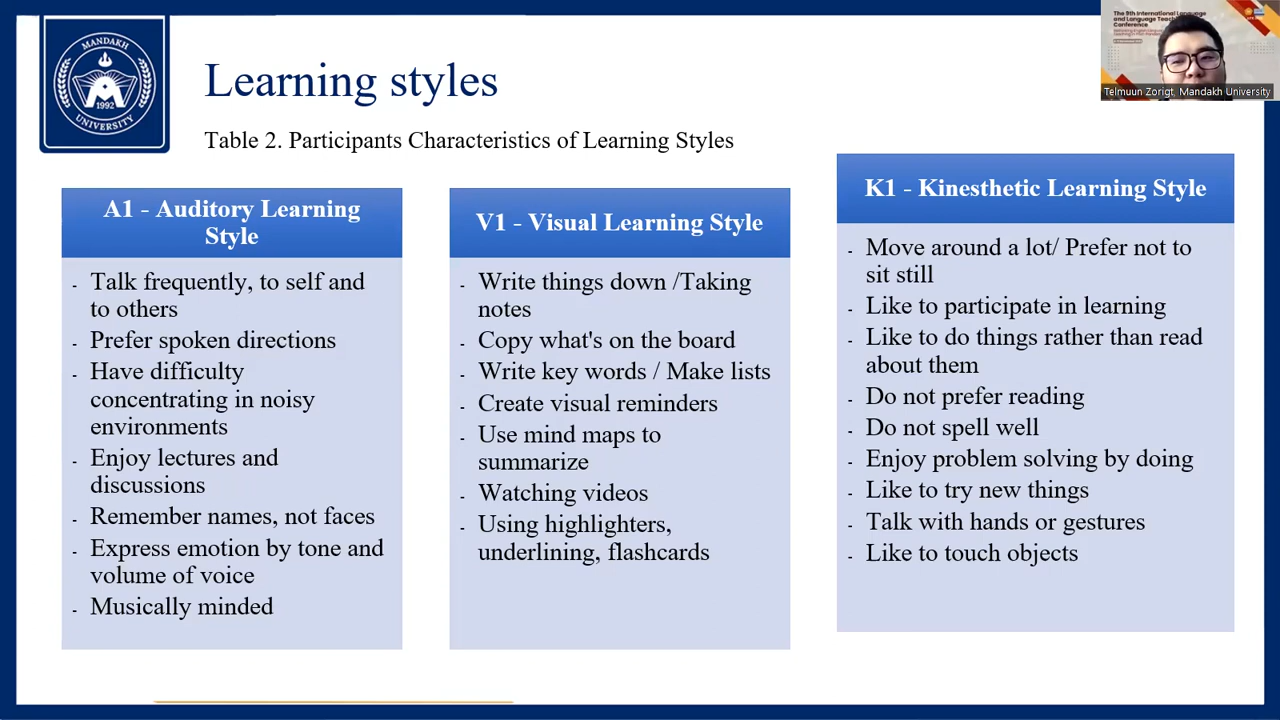 MANDAKH
1992
UNIVERSITY
Learning styles
Table 2. Participants Characteristics of Learning Styles
The 9th International Language
and Language Teaching
Conference
Telmuun Zorigt, Mandakh University
A1 - Auditory Learning
Style
- Talk frequently, to self and
to others
- Prefer spoken directions
- Have difficulty
concentrating in noisy
environments
- Enjoy lectures and
discussions
- Remember names, not faces
- Express emotion by tone and
volume of voice
- Musically minded
V1 - Visual Learning Style
- Write things down /Taking
notes
- Copy what's on the board
- Write key words / Make lists
- Create visual reminders
- Use mind maps to
summarize
- Watching videos
- Using highlighters,
underlining, flashcards
K1 - Kinesthetic Learning Style
- Move around a lot/ Prefer not to
sit still
- Like to participate in learning
- Like to do things rather than read
about them
- Do not prefer reading
- Do not spell well
- Enjoy problem solving by doing
- Like to try new things
- Talk with hands or gestures
- Like to touch objects